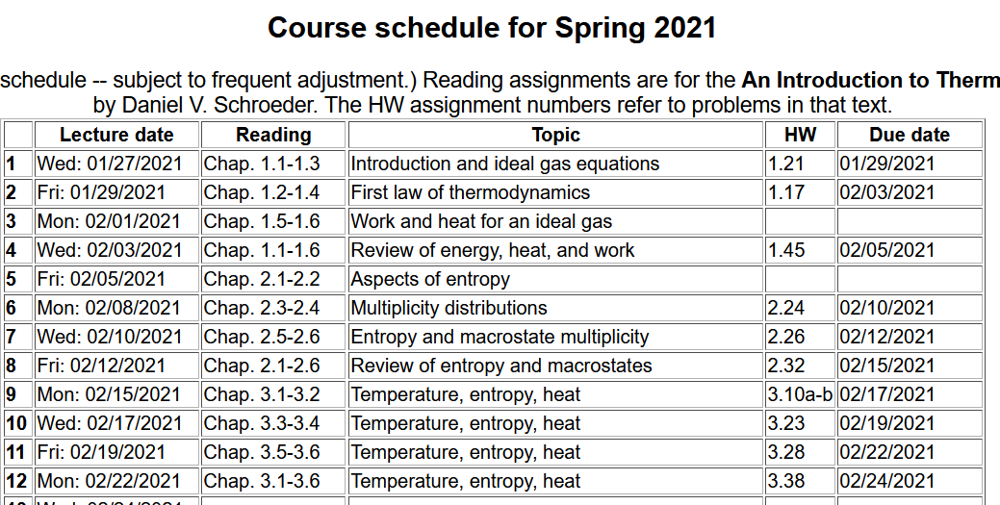 Course schedule for Spring 2021
schedule -- subject to frequent adjustment.) Reading assignments are for the An Introduction to Therm
by Daniel V. Schroeder. The HW assignment numbers refer to problems in that text.
Lecture date Reading Topic HW Due date
1 Wed: 01/27/2021 Chap. 1.1-1.3 Introduction and ideal gas equations 1.21 01/29/2021
2 Fri: 01/29/2021 Chap. 1.2-1.4 First law of thermodynamics 1.17 02/03/2021
3 Mon: 02/01/2021 Chap. 1.5-1.6 Work and heat for an ideal gas
4 Wed: 02/03/2021 Chap. 1.1-1.6 Review of energy, heat, and work 1.45 02/05/2021
5 Fri: 02/05/2021 Chap. 2.1-2.2 Aspects of entropy
6 Mon: 02/08/2021 Chap. 2.3-2.4 Multiplicity distributions 2.24 02/10/2021
7 Wed: 02/10/2021 Chap. 2.5-2.6 Entropy and macrostate multiplicity 2.26 02/12/2021
8 Fri: 02/12/2021 Chap. 2.1-2.6 Review of entropy and macrostates 2.32 02/15/2021
9 Mon: 02/15/2021 Chap. 3.1-3.2 Temperature, entropy, heat 3.10a-b 02/17/2021
10 Wed: 02/17/2021 Chap. 3.3-3.4 Temperature, entropy, heat 3.23 02/19/2021
11 Fri: 02/19/2021 Chap. 3.5-3.6 Temperature, entropy, heat 3.28 02/22/2021
12 Mon: 02/22/2021 Chap. 3.1-3.6 Temperature, entropy, heat 3.38 02/24/2021